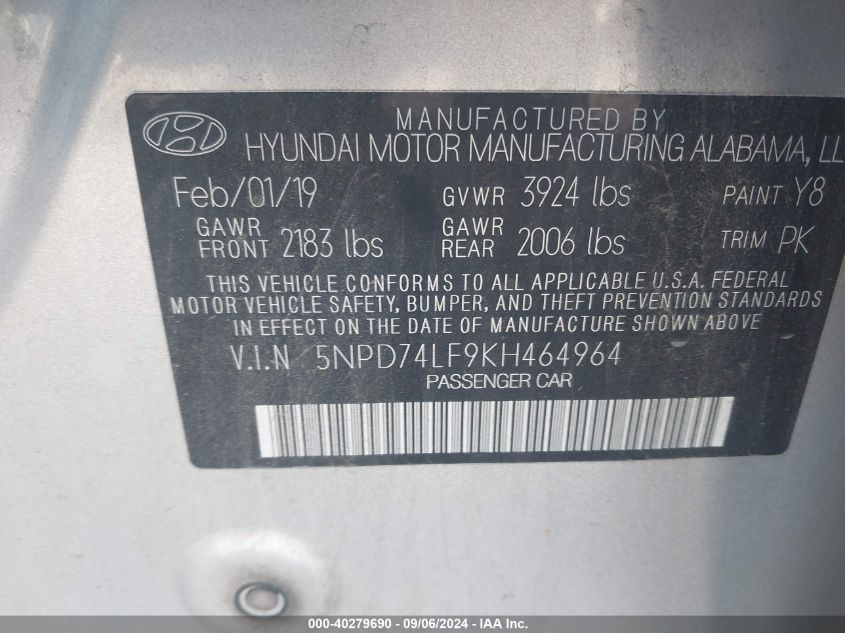 MANUFACTURED BY
HYUNDAI MOTOR MANUFACTURING ALABAMA, LL
Feb/01/19 GVWR 3924 lbs PAINT Y8
GAWR FRONT 2183 lbs GAWR REAR 2006 lbs TRIM PK
THIS VEHICLE CONFORMS TO ALL APPLICABLE U.S.A. FEDERAL
MOTOR VEHICLE SAFETY, BUMPER, AND THEFT PREVENTION STANDARDS
IN EFFECT ON THE DATE OF MANUFACTURE SHOWN ABOVE
V.I.N 5NPD74LF9KH464964
PASSENGER CAR
000-40279690 - 09/06/2024 - IAA Inc.